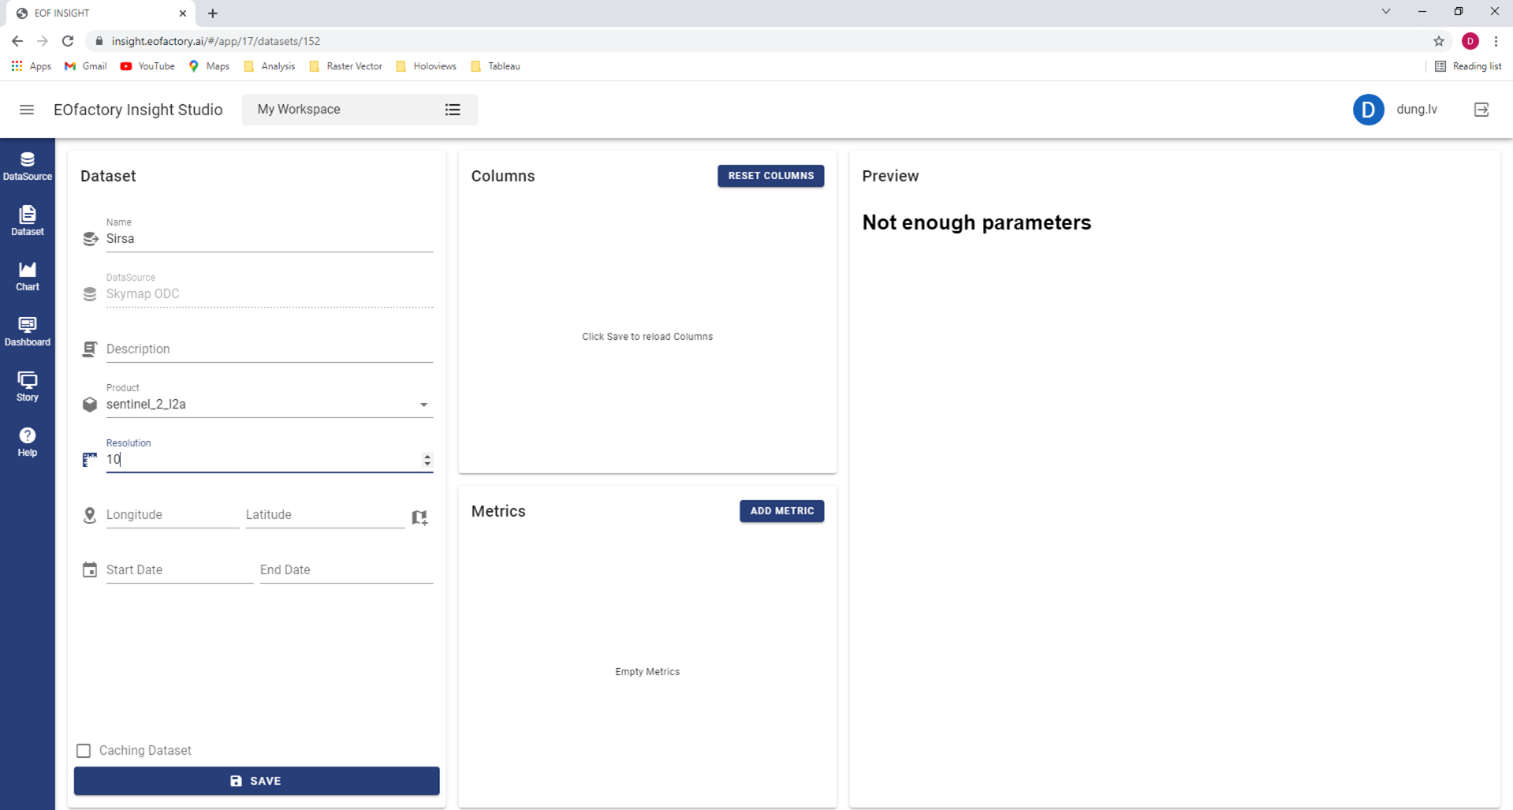 EOF INSIGHT
insight.eofactory.ai/#/app/17/datasets/152
D
Apps Gmail YouTube Maps Analysis Raster Vector Holoviews Tableau Reading list
EOfactory Insight Studio My Workspace D dung.lv
DataSource
Dataset
Chart
Dashboard
Story
Help
Dataset
Name
Sirsa
DataSource
Skymap ODC
Description
Product
sentinel_2_l2a
Resolution
10
Longitude Latitude
Start Date End Date
Caching Dataset
SAVE
Columns RESET COLUMNS
Click Save to reload Columns
Metrics ADD METRIC
Empty Metrics
Preview
Not enough parameters